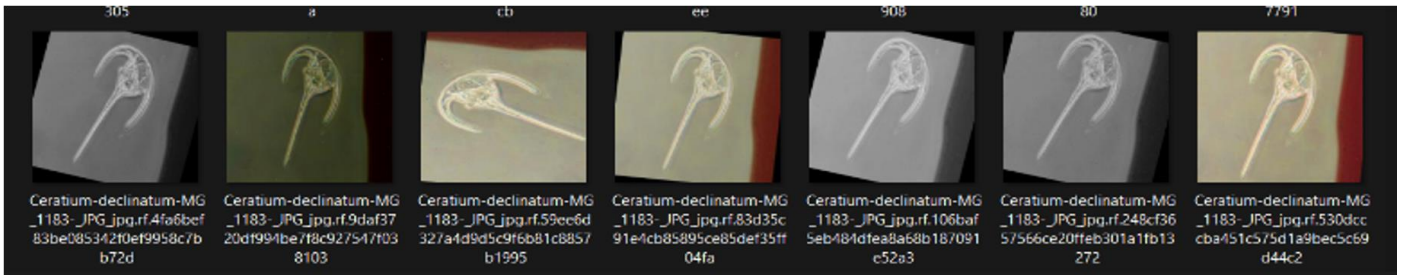 305 a cb ee 908 80 7791
Ceratium-declinatum-MG Ceratium-declinatum-MG Ceratium-declinatum-MG Ceratium-declinatum-MG Ceratium-declinatum-MG Ceratium-declinatum-MG Ceratium-declinatum-MG
_1183-_JPG_jpg.rf.4fa6bef _1183-_JPG_jpg.rf.9daf37 _1183-_JPG_jpg.rf.59ee6d _1183-_JPG_jpg.rf.83d35c _1183-_JPG_jpg.rf.106baf _1183-_JPG_jpg.rf.248cf36 _1183-_JPG_jpg.rf.530dcc
83be085342f0ef9958c7b 20df994be7f8c927547f03 327a4d9d5c9f6b81c8857 91e4cb85895ce85def35ff 5eb484dfea8a68b187091 57566ce20ffeb301a1fb13 cba451c575d1a9bec5c69
b72d 8103 b1995 04fa e52a3 272 d44c2